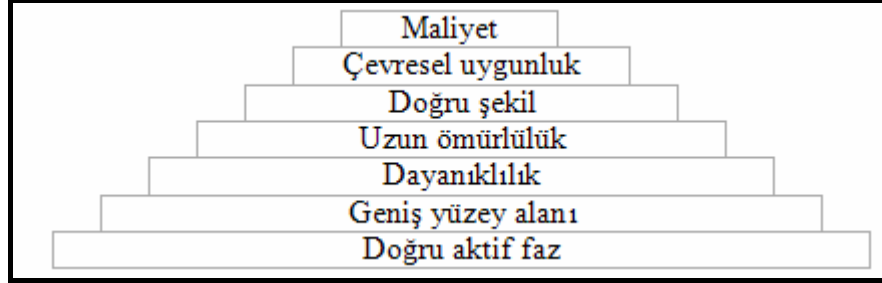 Maliyet
Çevresel uygunluk
Doğru şekil
Uzun ömürlülük
Dayanıklılık
Geniş yüzey alanı
Doğru aktif faz